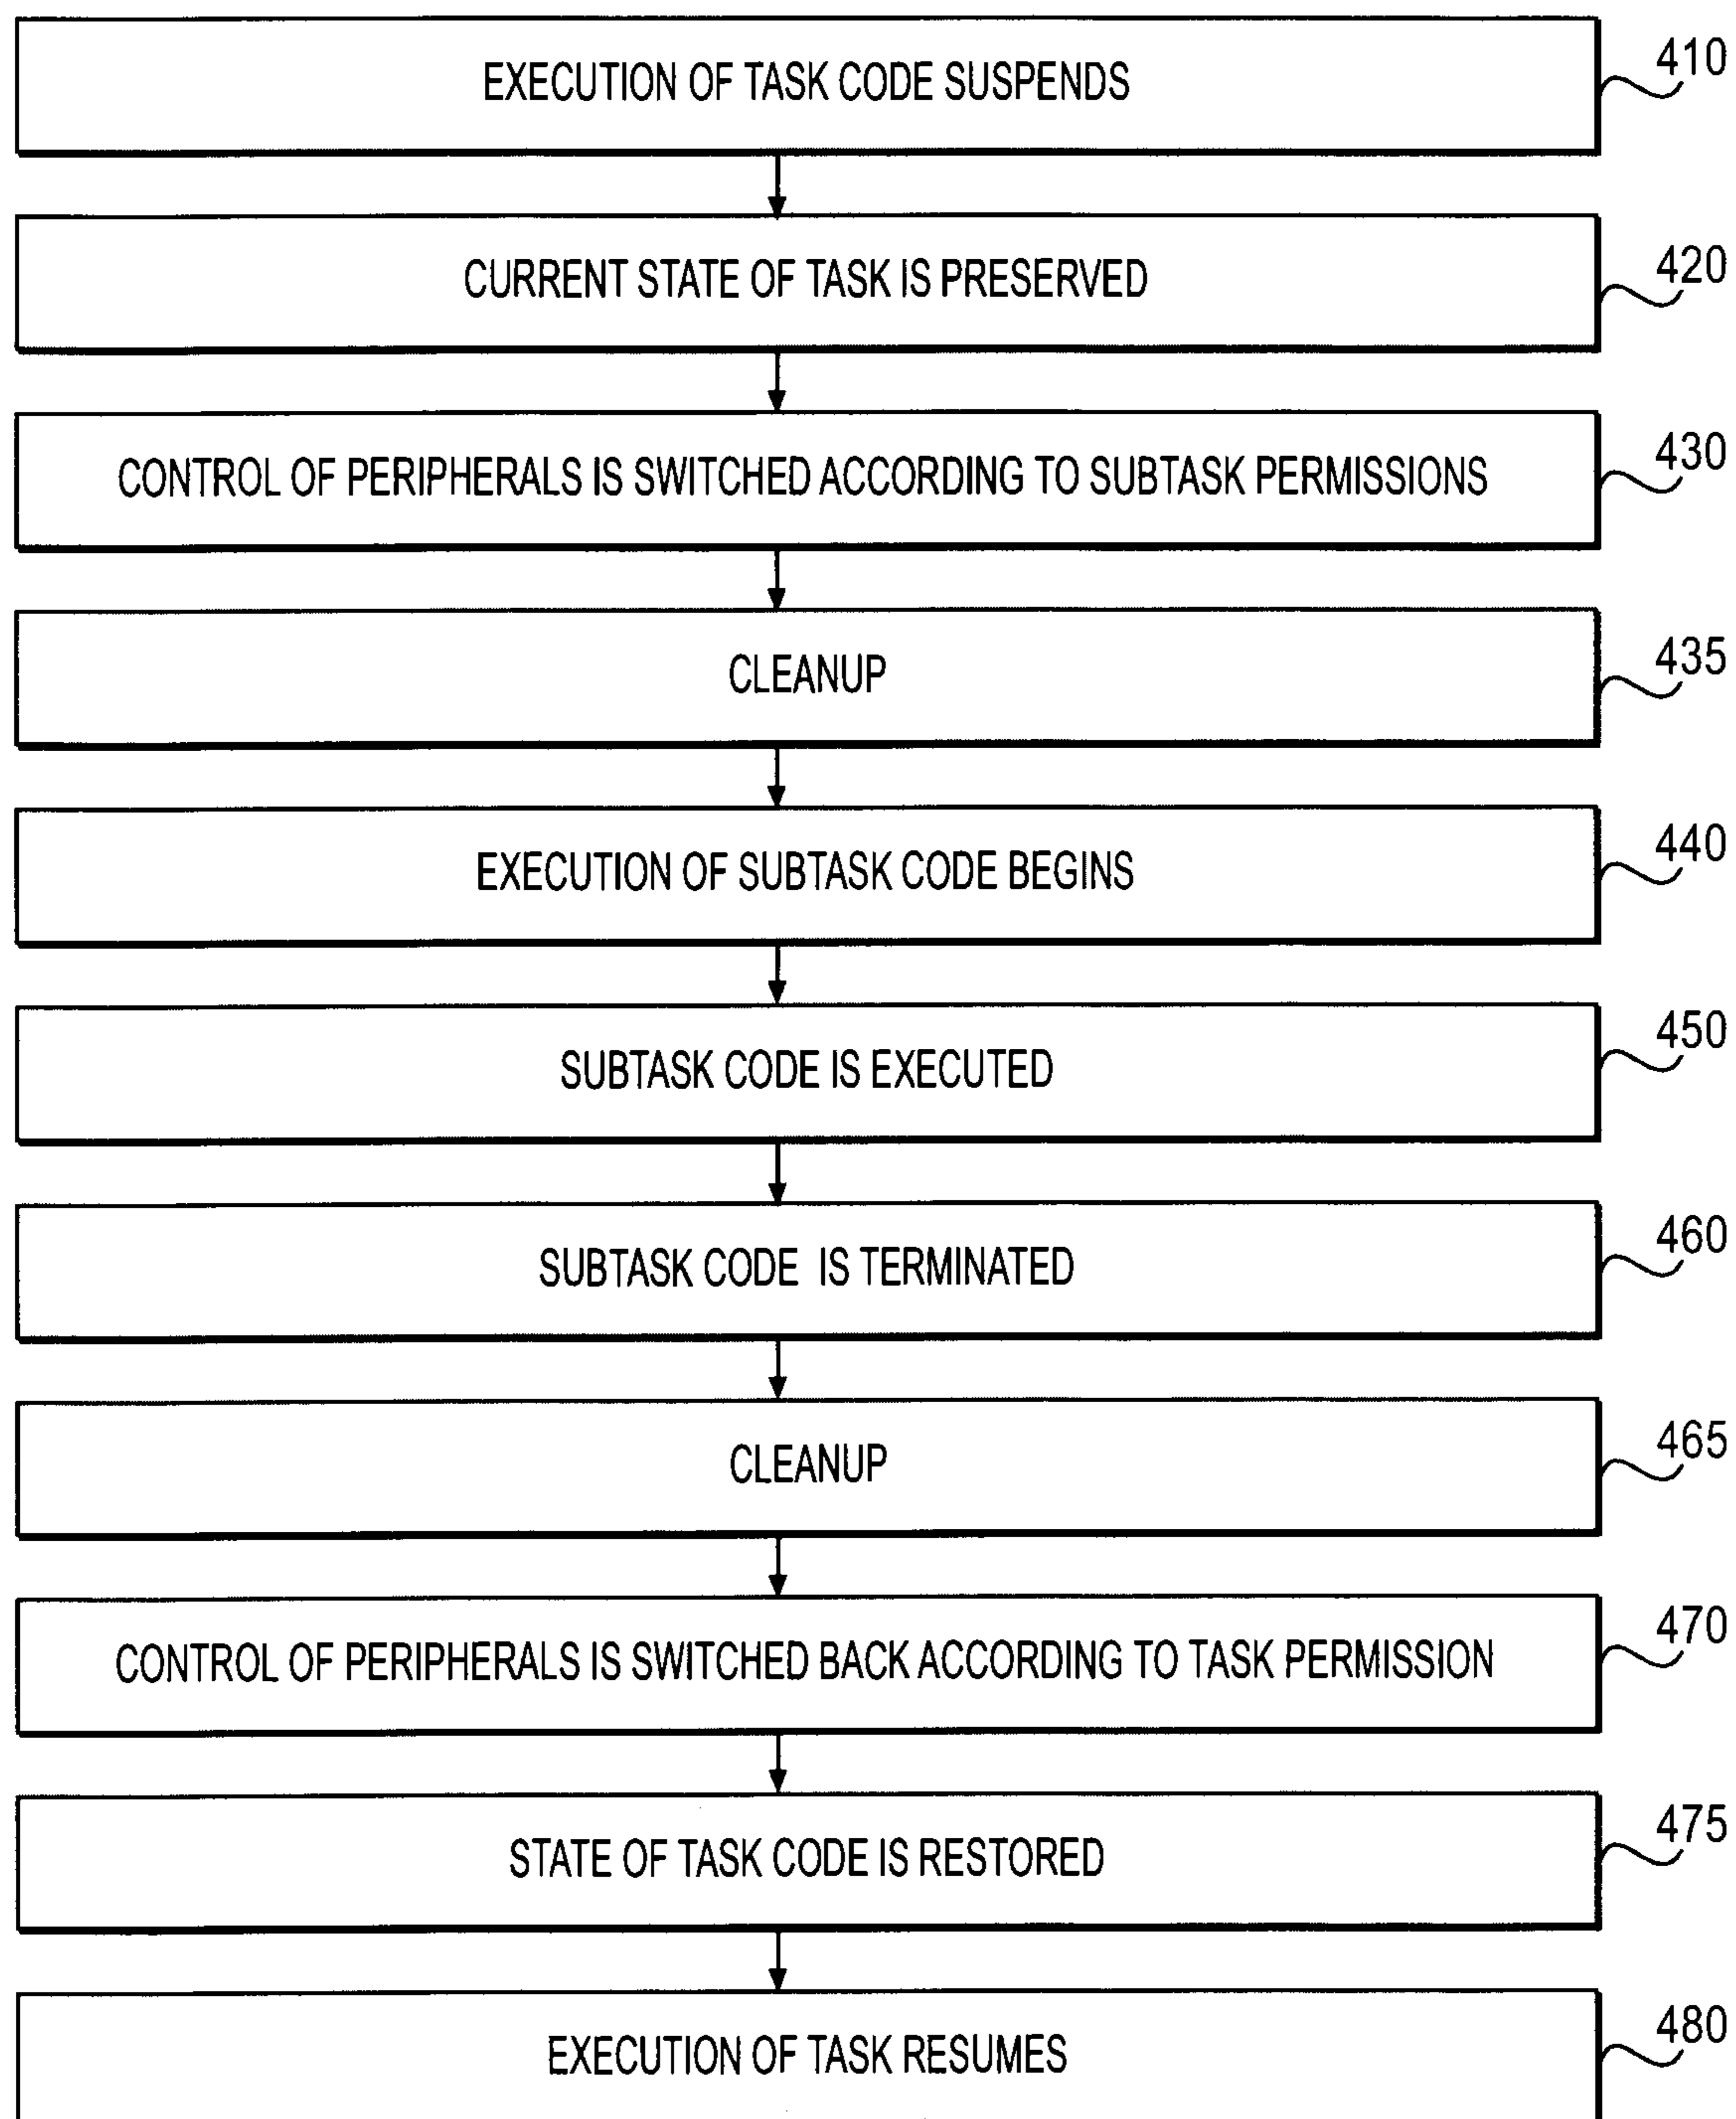 EXECUTION OF TASK CODE SUSPENDS
410
CURRENT STATE OF TASK IS PRESERVED
420
CONTROL OF PERIPHERALS IS SWITCHED ACCORDING TO SUBTASK PERMISSIONS
430
CLEANUP
435
EXECUTION OF SUBTASK CODE BEGINS
440
SUBTASK CODE IS EXECUTED
450
SUBTASK CODE IS TERMINATED
460
CLEANUP
465
CONTROL OF PERIPHERALS IS SWITCHED BACK ACCORDING TO TASK PERMISSION
470
STATE OF TASK CODE IS RESTORED
475
EXECUTION OF TASK RESUMES
480